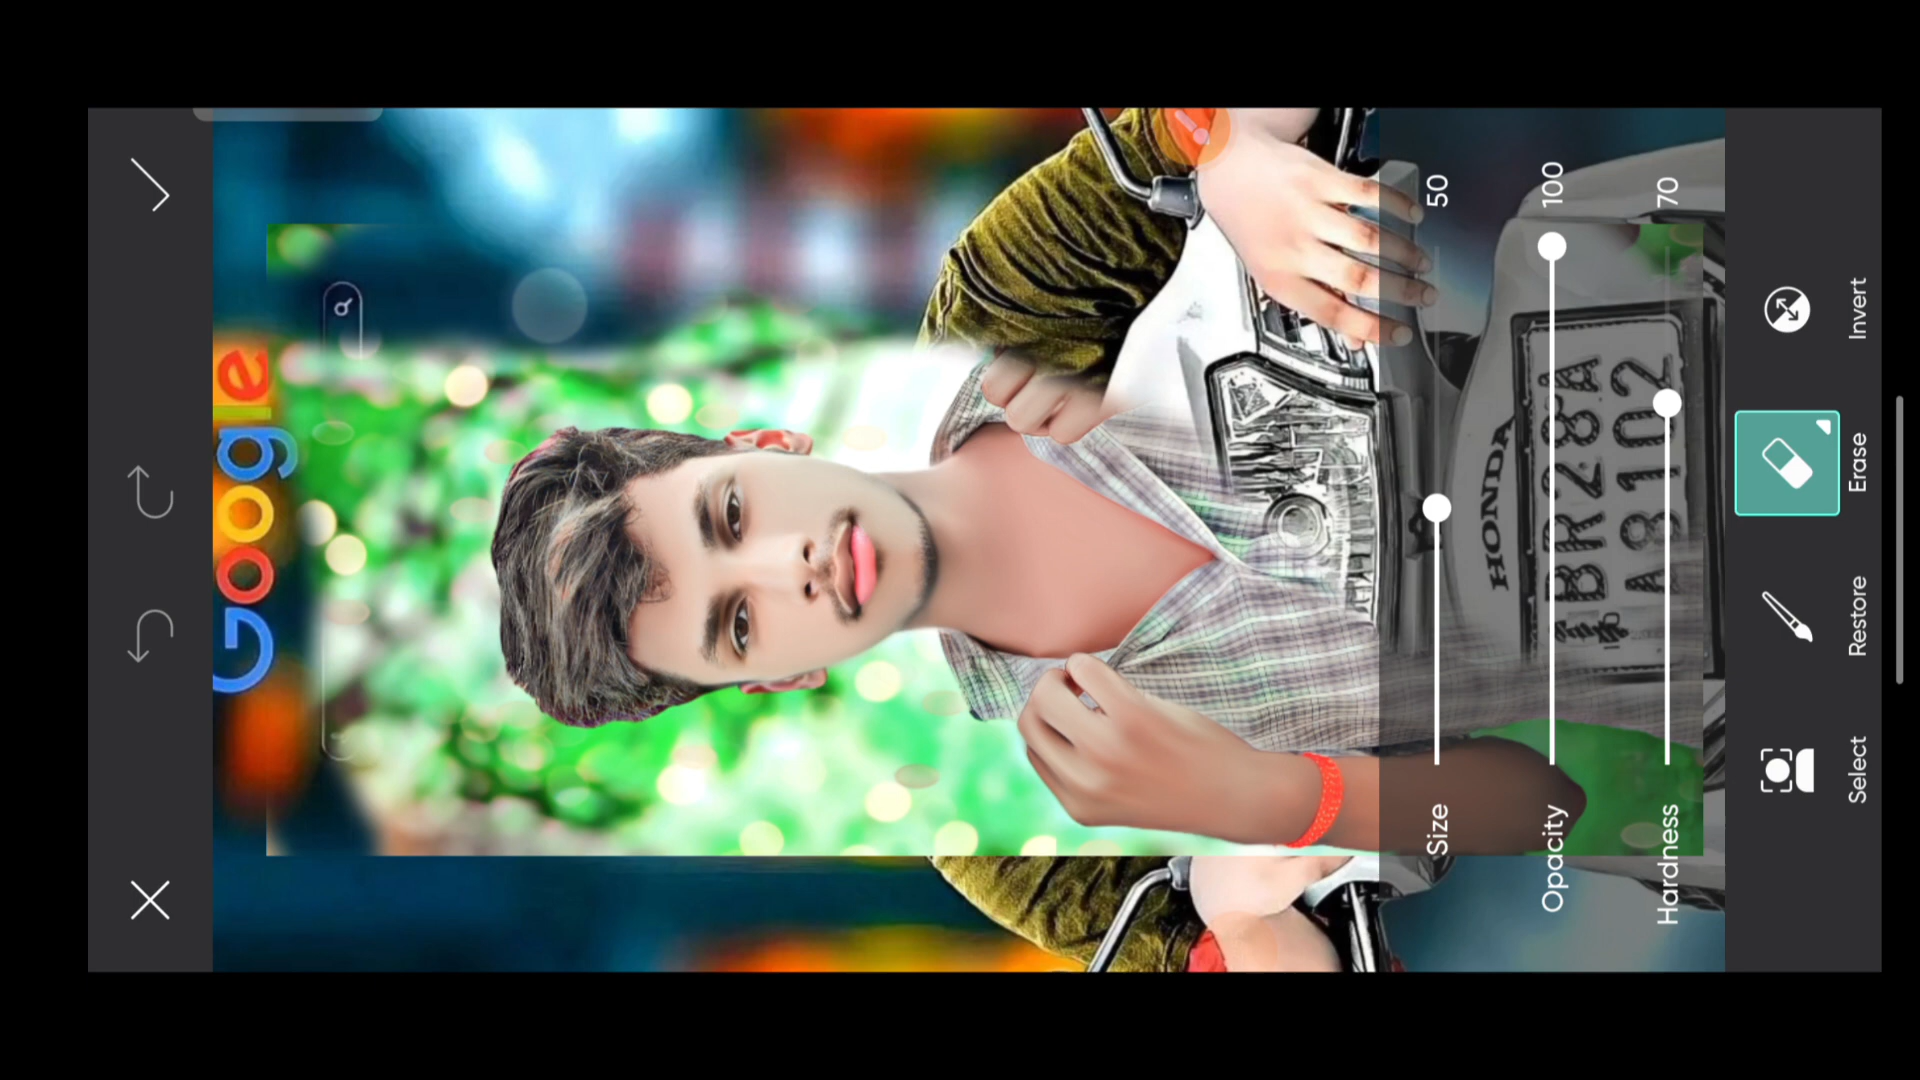 Google
HONDA
BR28A
A8102
Size
50
Opacity
100
Hardness
70
Select
Restore
Erase
Invert